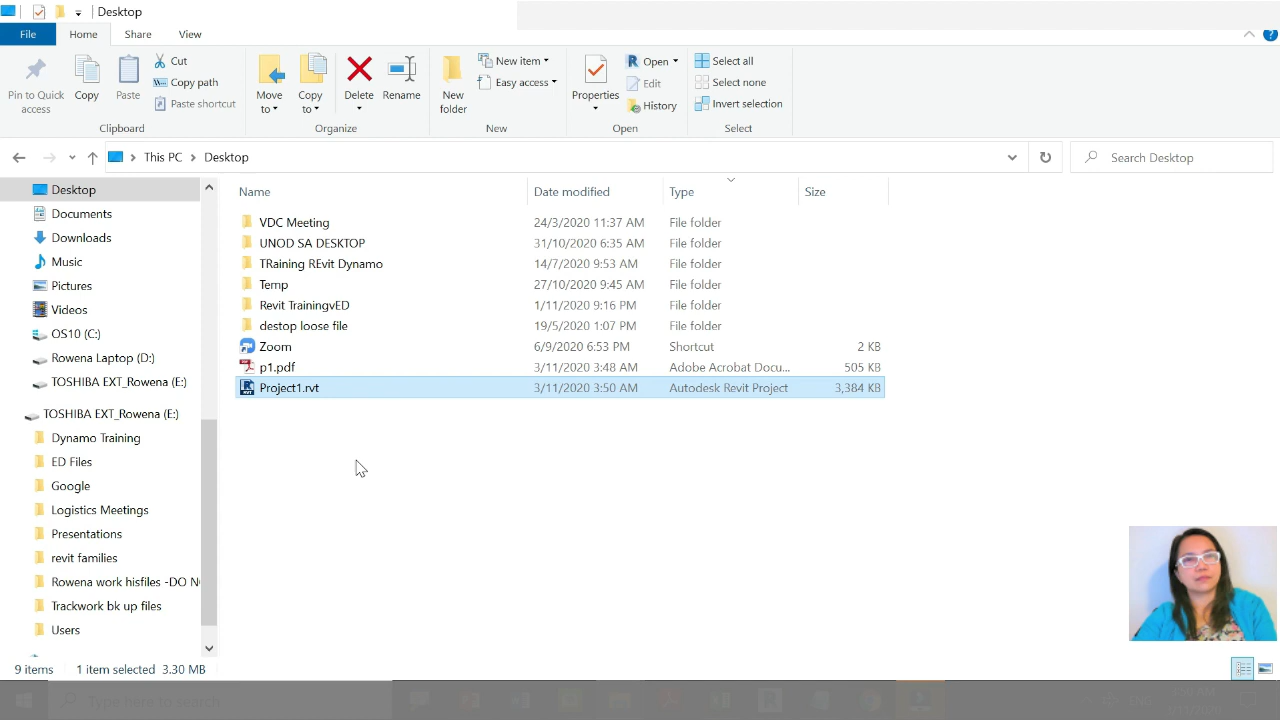 Desktop
File Home Share View
Pin to Quick access
Copy
Paste
Cut
Copy path
Paste shortcut
Clipboard
Move to
Copy to
Delete
Rename
Organize
New folder
New item
Easy access
New
Properties
Open
Edit
History
Open
Select all
Select none
Invert selection
Select
This PC Desktop
Search Desktop
Name Date modified Type Size
VDC Meeting 24/3/2020 11:37 AM File folder
UNOD SA DESKTOP 31/10/2020 6:35 AM File folder
TRaining REvit Dynamo 14/7/2020 9:53 AM File folder
Temp 27/10/2020 9:45 AM File folder
Revit TrainingvED 1/11/2020 9:16 PM File folder
destop loose file 19/5/2020 1:07 PM File folder
Zoom 6/9/2020 6:53 PM Shortcut 2 KB
p1.pdf 3/11/2020 3:48 AM Adobe Acrobat Docu... 505 KB
Project1.rvt 3/11/2020 3:50 AM Autodesk Revit Project 3,384 KB
Desktop
Documents
Downloads
Music
Pictures
Videos
OS10 (C:)
Rowena Laptop (D:)
TOSHIBA EXT_Rowena (E:)
TOSHIBA EXT_Rowena (E:)
Dynamo Training
ED Files
Google
Logistics Meetings
Presentations
revit families
Rowena work hisfiles -DO NO
Trackwork bk up files
Users
9 items 1 item selected 3.30 MB
Type here to search
ENG